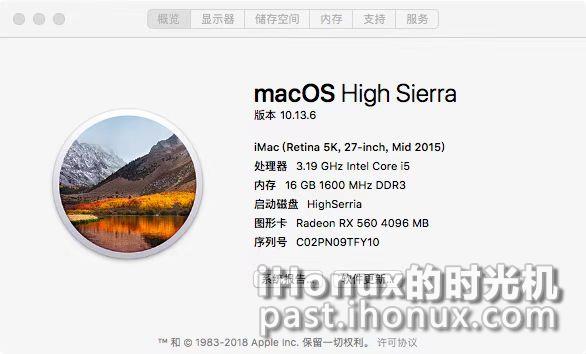 概览 显示器 储存空间 内存 支持 服务
macOS High Sierra
版本 10.13.6
iMac (Retina 5K, 27-inch, Mid 2015)
处理器 3.19 GHz Intel Core i5
内存 16 GB 1600 MHz DDR3
启动磁盘 HighSerria
图形卡 Radeon RX 560 4096 MB
序列号 C02PN09TFY10
系统报告... 软件更新...
iHonux的时光机
past.ihonux.com
™ 和 © 1983-2018 Apple Inc. 保留一切权利。 许可协议